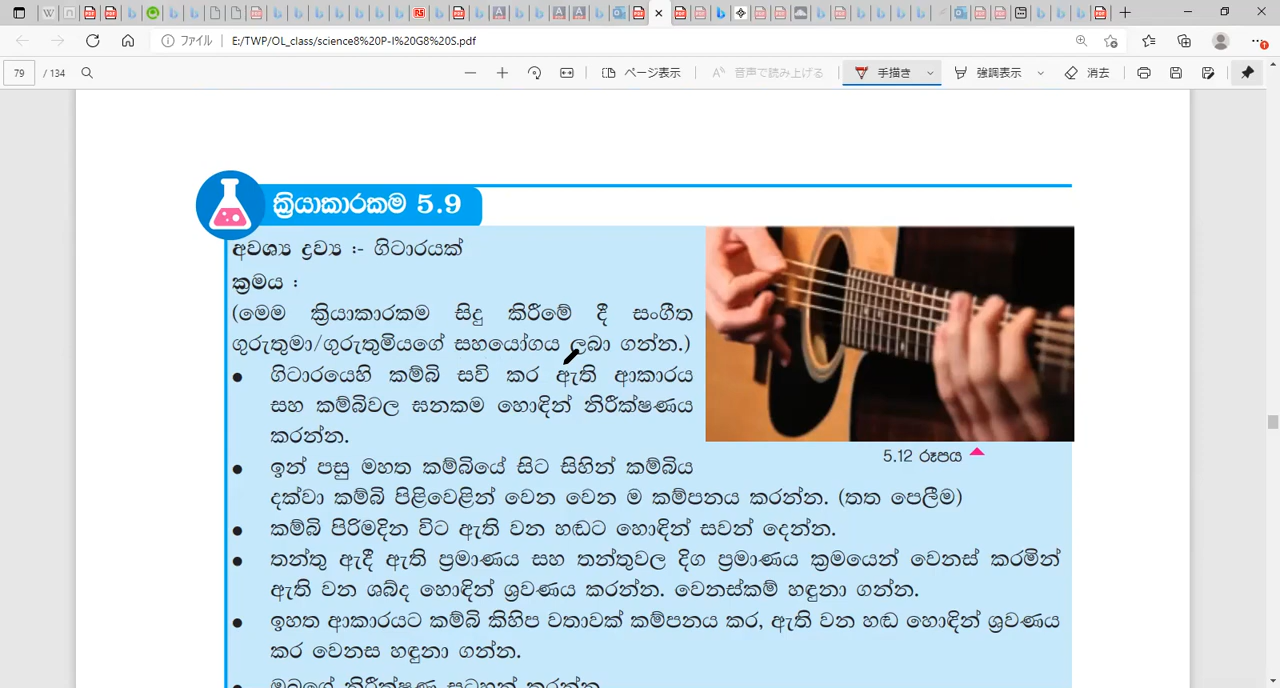 ファイル
E:/TWP/OL_class/science8%20P-I%20G8%20S.pdf
79 / 134
ページ表示
音声で読み上げる
手描き
強調表示
消去
ක්‍රියාකාරකම 5.9
අවශ්‍ය ද්‍රව්‍ය :- ගිටාරයක්
ක්‍රමය :
(මෙම ක්‍රියාකාරකම සිදු කිරීමේ දී සංගීත
ගුරුතුමා/ගුරුතුමියගේ සහයෝගය ලබා ගන්න.)
● ගිටාරයෙහි කම්බි සවි කර ඇති ආකාරය
සහ කම්බිවල ඝනකම හොඳින් නිරීක්ෂණය
කරන්න.
● ඉන් පසු මහත කම්බියේ සිට සිහින් කම්බිය
දක්වා කම්බි පිළිවෙළින් වෙන වෙන ම කම්පනය කරන්න. (තත පෙලීම)
● කම්බි පිරිමදින විට ඇති වන හඬට හොඳින් සවන් දෙන්න.
● තන්තු ඇදී ඇති ප්‍රමාණය සහ තන්තුවල දිග ප්‍රමාණය ක්‍රමයෙන් වෙනස් කරමින්
ඇති වන ශබ්ද හොඳින් ශ්‍රවණය කරන්න. වෙනස්කම් හඳුනා ගන්න.
● ඉහත ආකාරයට කම්බි කිහිප වතාවක් කම්පනය කර, ඇති වන හඬ හොඳින් ශ්‍රවණය
කර වෙනස හඳුනා ගන්න.
● ඔබගේ නිරීක්ෂණ සටහන් කරන්න.
5.12 රූපය